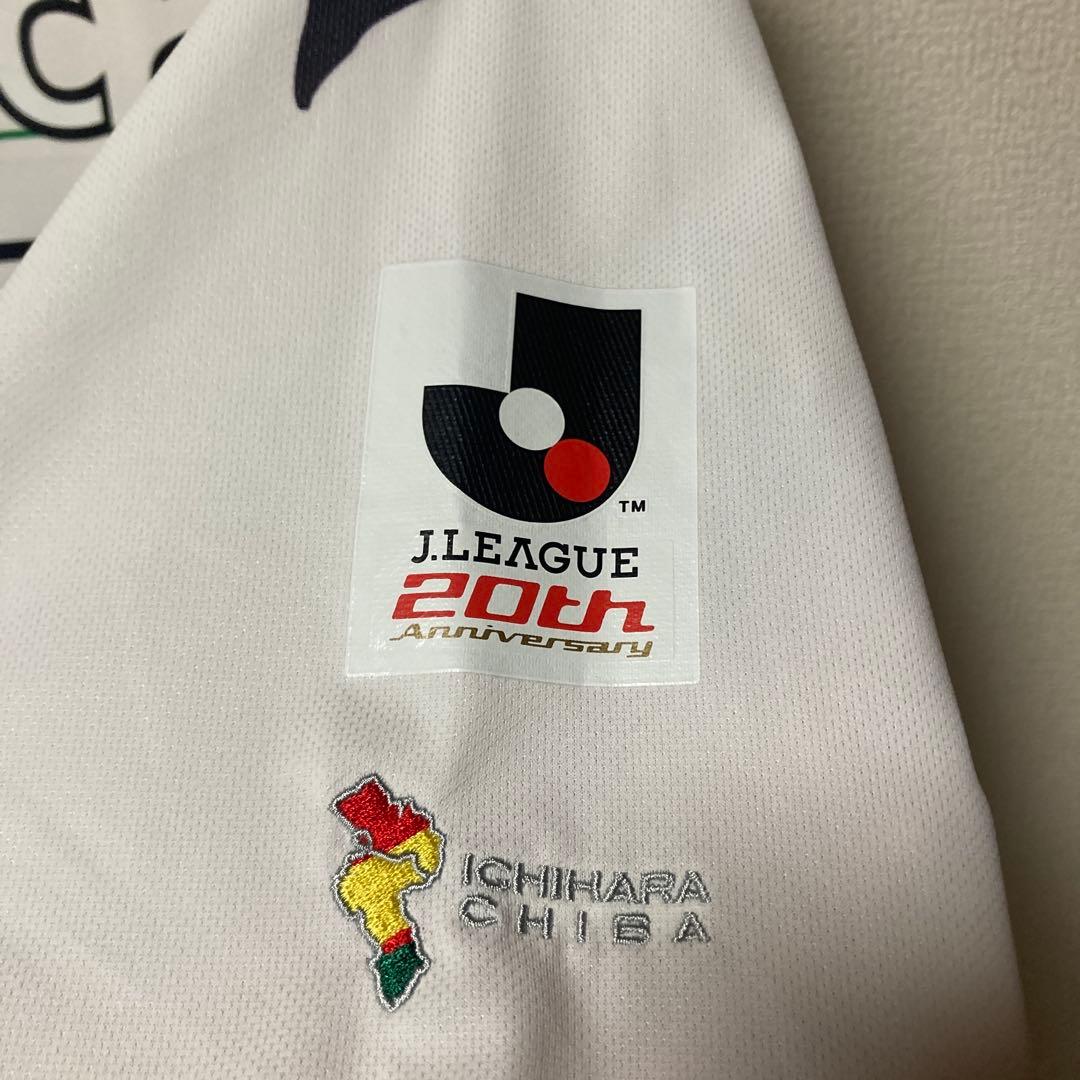 TM
J.LEAGUE
20th
Anniversary
ICHIHARA
CHIBA